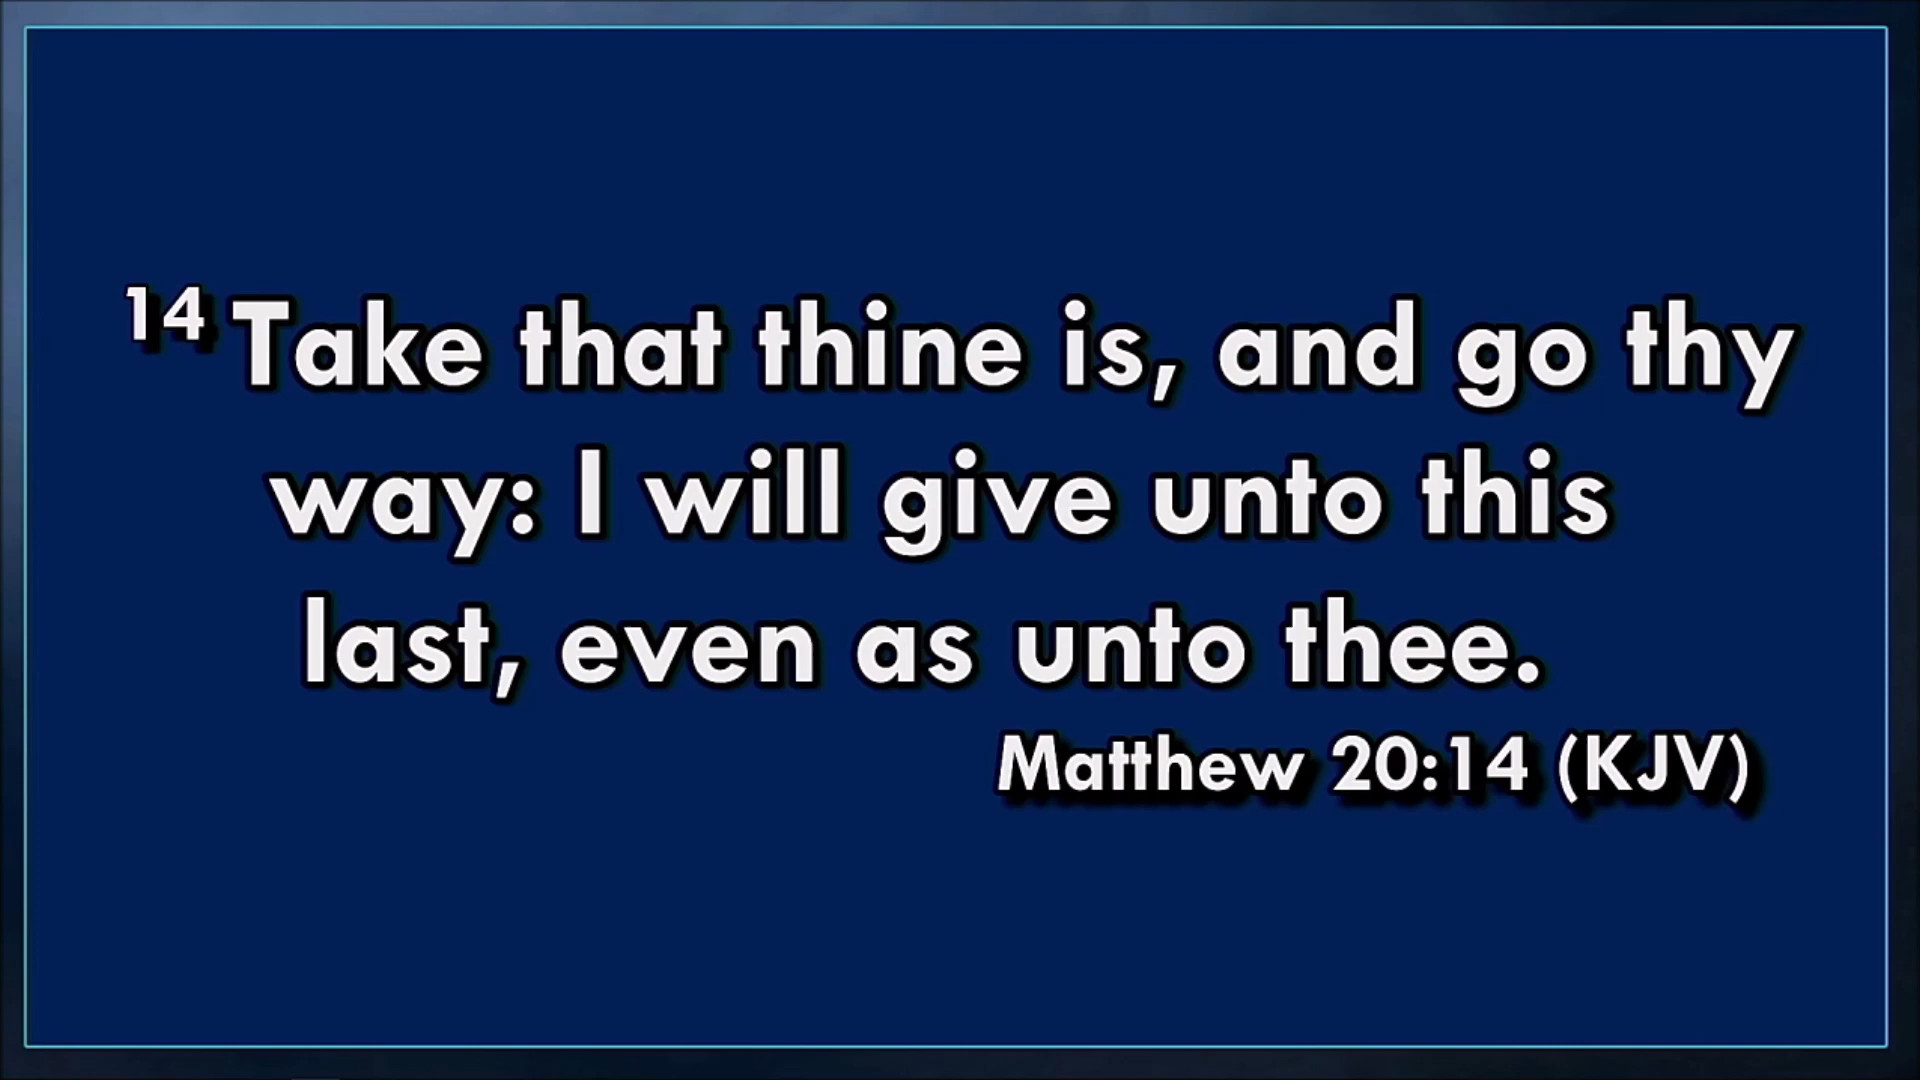 14 Take that thine is, and go thy
way: I will give unto this
last, even as unto thee.
Matthew 20:14 (KJV)